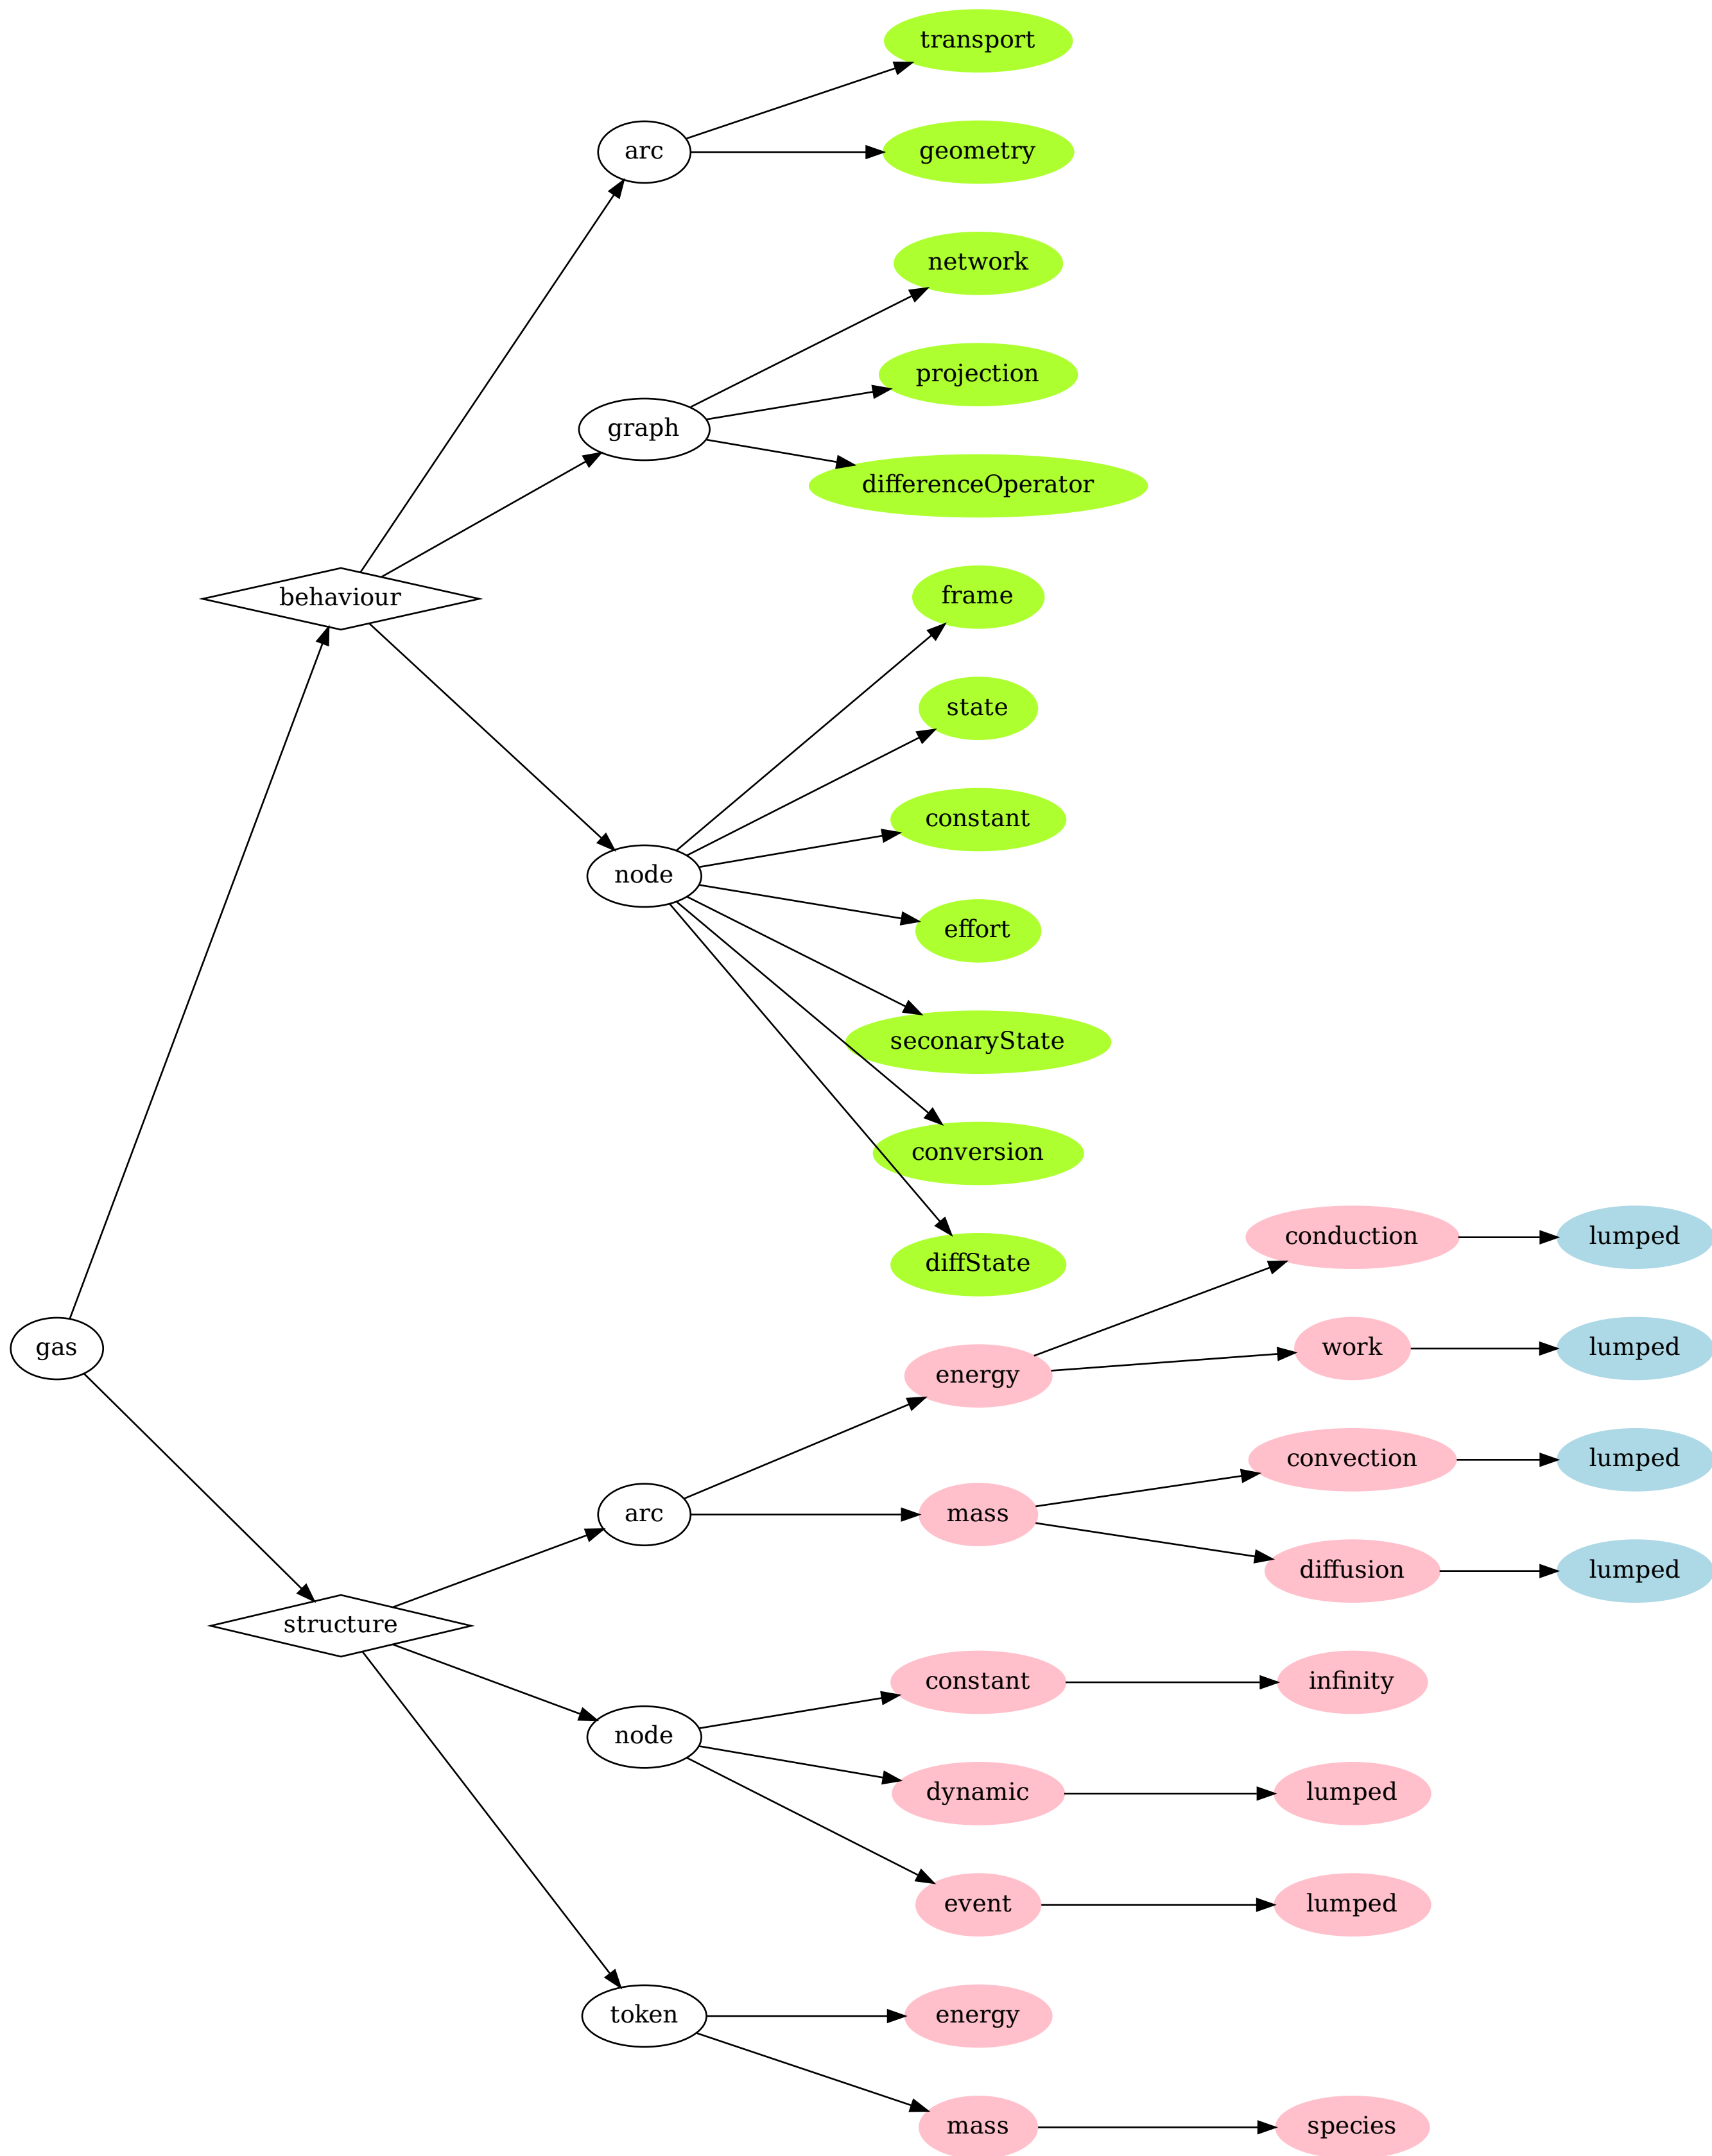 transport
arc
geometry
network
projection
graph
differenceOperator
behaviour
frame
state
constant
node
effort
seconaryState
conversion
diffState
conduction
lumped
gas
energy
work
lumped
convection
lumped
arc
mass
diffusion
lumped
structure
constant
infinity
node
dynamic
lumped
event
lumped
token
energy
mass
species